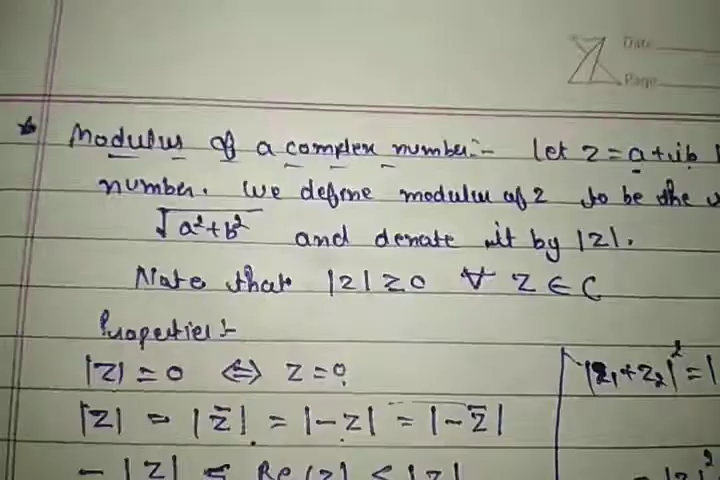 Date
Page
Modulus of a complex number:- Let z = a+ib
number. We define modulus of z to be the
√a²+b² and denote it by |z|.
Note that |z| ≥ 0 ∀ z ∈ C
Properties:-
|z| = 0 ⇔ z = 0
|z₁+z₂|² = |
|z| = |z̄| = |-z| = |-z̄|
- |z| ≤ Re(z) ≤ |z|